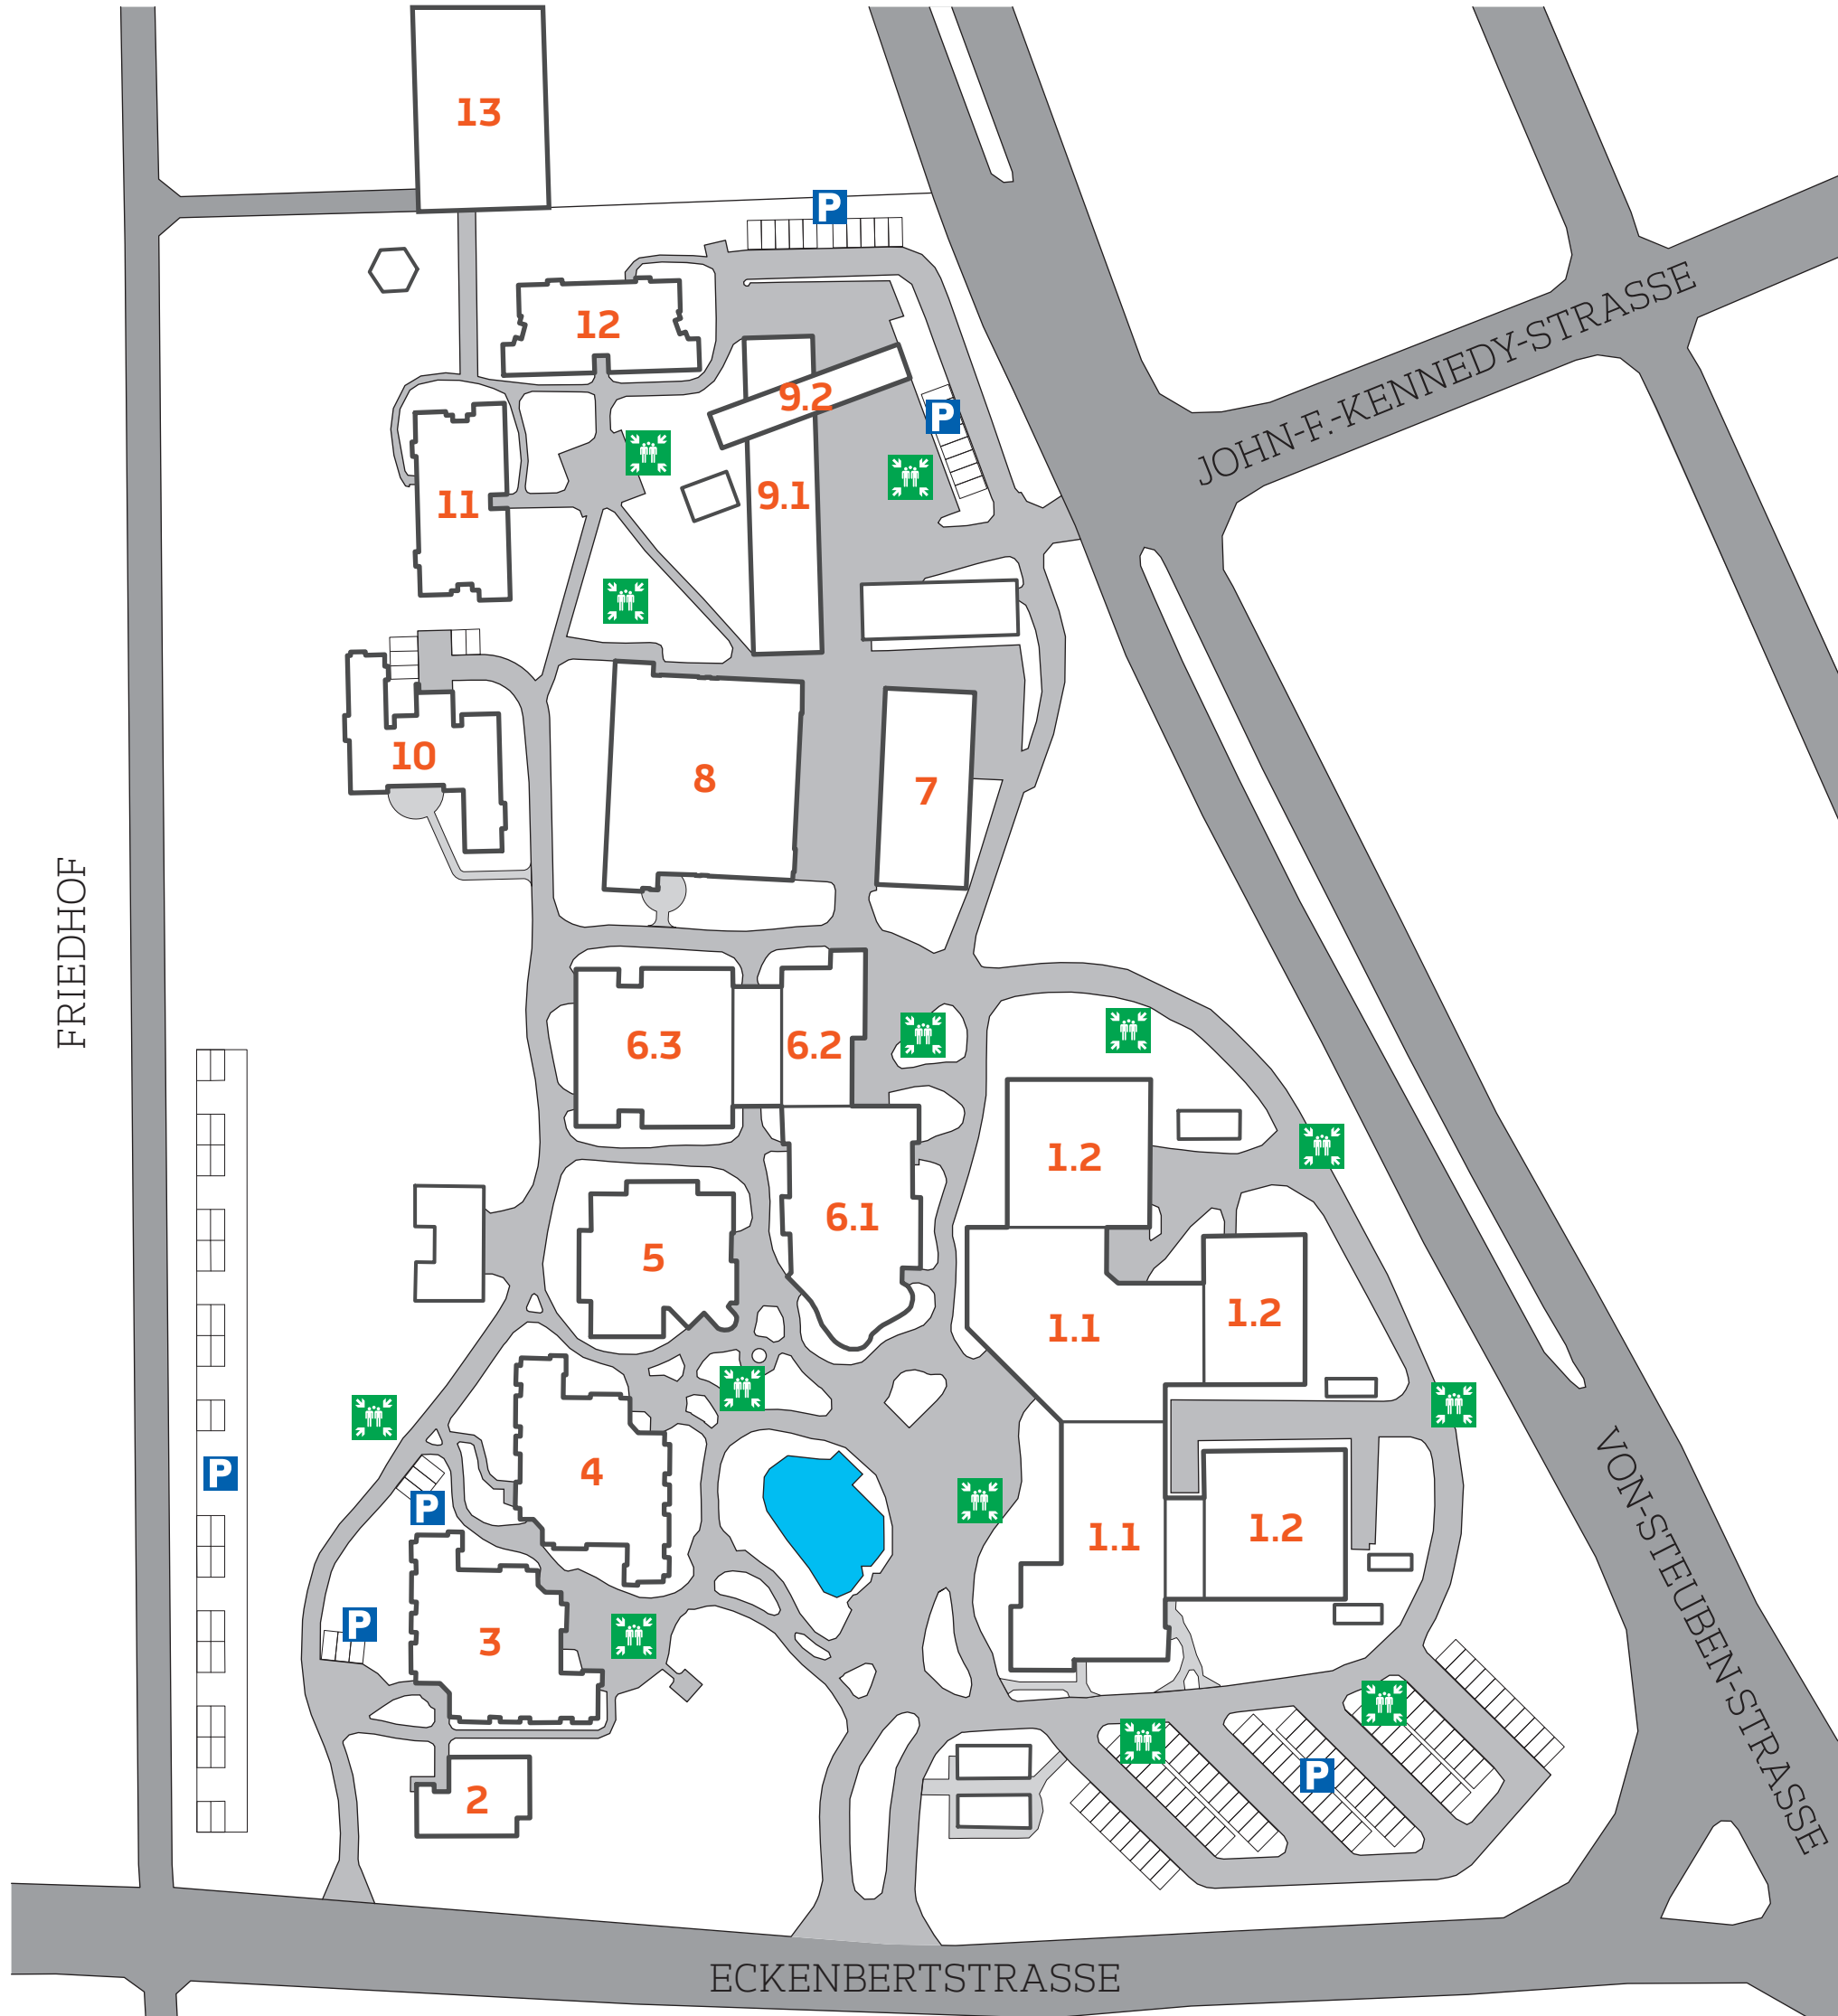 13
P
12
JOHN-F.-KENNEDY-STRASSE
9.2
P
11
9.1
10
8
7
FRIEDHOF
6.3
6.2
1.2
6.1
5
1.1
1.2
P
4
P
1.1
1.2
VON-STEUBEN-STRASSE
P
3
P
2
ECKENBERTSTRASSE